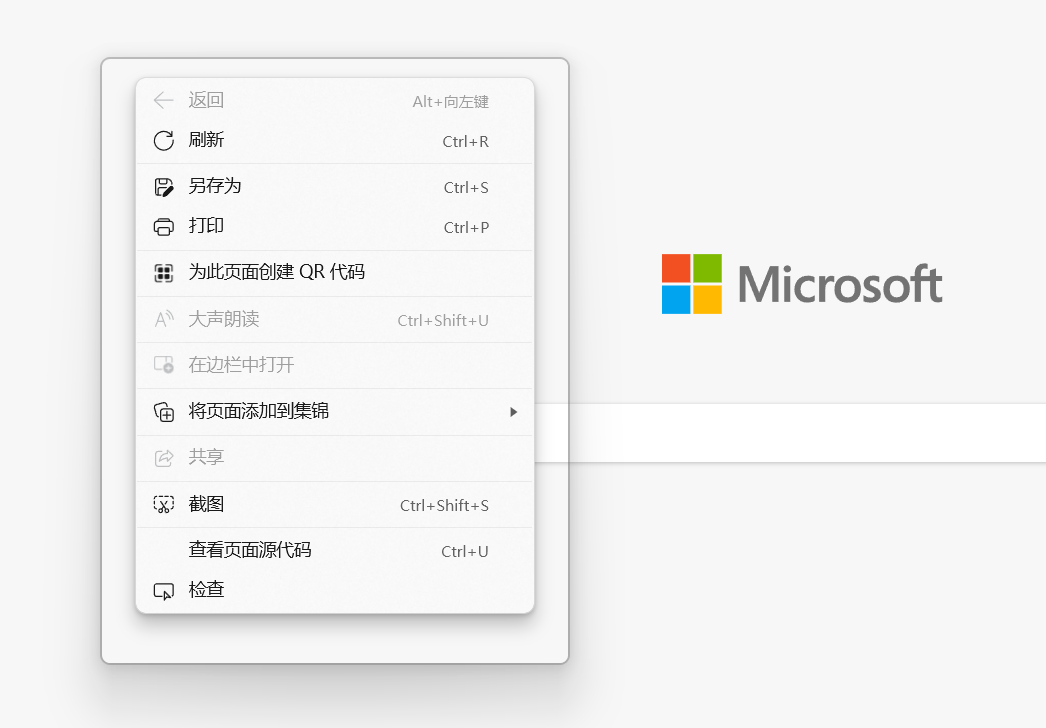 返回 Alt+向左键
刷新 Ctrl+R
另存为 Ctrl+S
打印 Ctrl+P
为此页面创建 QR 代码
大声朗读 Ctrl+Shift+U
在边栏中打开
将页面添加到集锦
共享
截图 Ctrl+Shift+S
查看页面源代码 Ctrl+U
检查
Microsoft